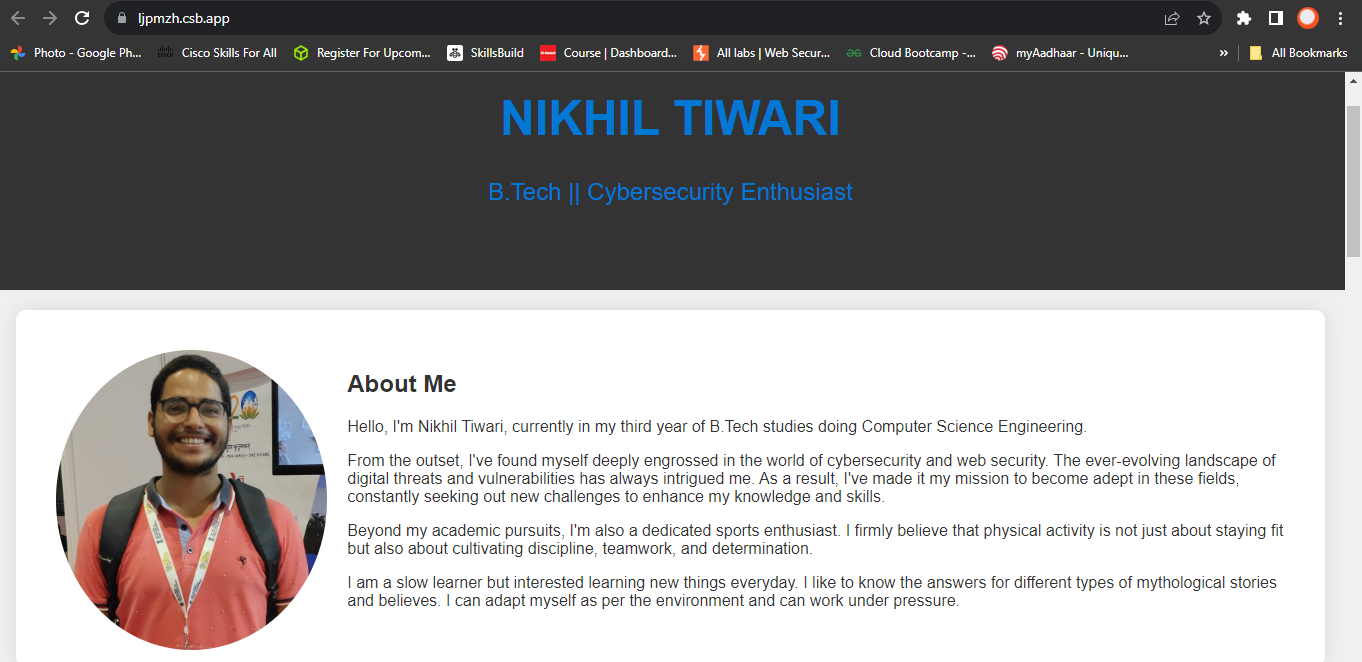 ljpmzh.csb.app
Photo - Google Ph...
Cisco Skills For All
Register For Upcom...
SkillsBuild
Course | Dashboard...
All labs | Web Secur...
Cloud Bootcamp -...
myAadhaar - Uniqu...
»
All Bookmarks
NIKHIL TIWARI
B.Tech || Cybersecurity Enthusiast
About Me
Hello, I'm Nikhil Tiwari, currently in my third year of B.Tech studies doing Computer Science Engineering.
From the outset, I've found myself deeply engrossed in the world of cybersecurity and web security. The ever-evolving landscape of
digital threats and vulnerabilities has always intrigued me. As a result, I've made it my mission to become adept in these fields,
constantly seeking out new challenges to enhance my knowledge and skills.
Beyond my academic pursuits, I'm also a dedicated sports enthusiast. I firmly believe that physical activity is not just about staying fit
but also about cultivating discipline, teamwork, and determination.
I am a slow learner but interested learning new things everyday. I like to know the answers for different types of mythological stories
and believes. I can adapt myself as per the environment and can work under pressure.